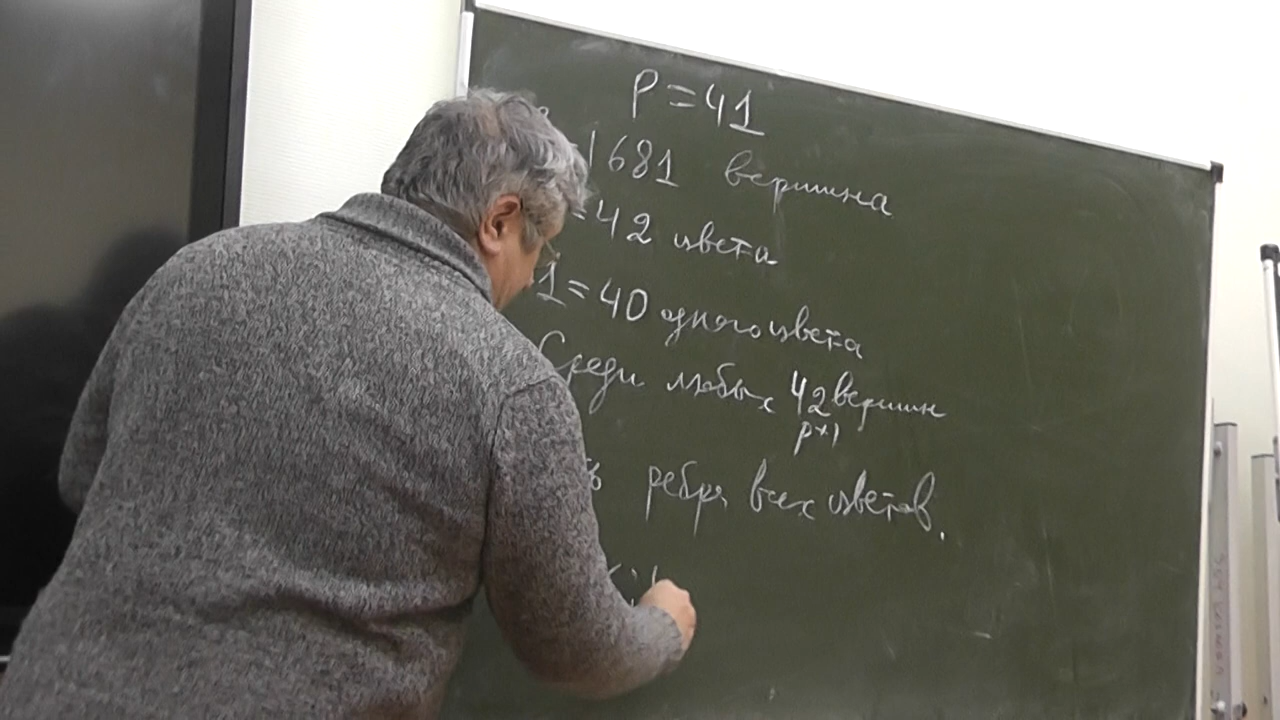 P=41
1681 вершина
=42 цвета
1=40 одного цвета
Среди любых 42 вершин
p+1
ребра всех цветов.